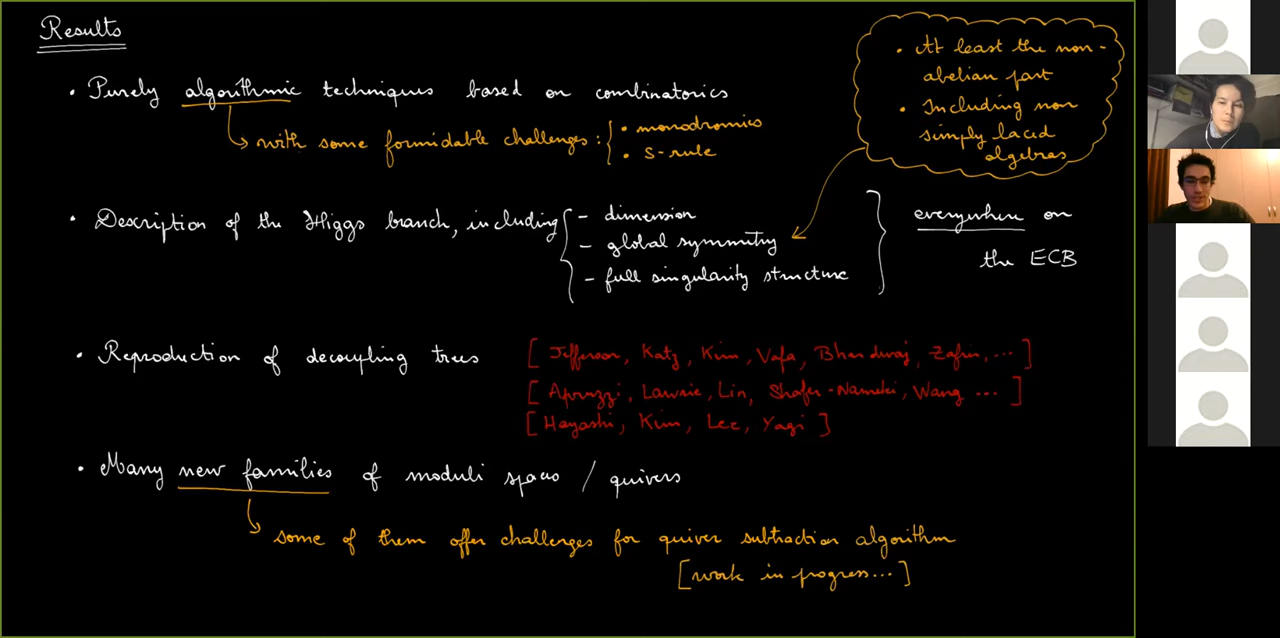 Results
• Purely algorithmic techniques based on combinatorics
↳ with some formidable challenges: { • monodromies
• S-rule
• At least the non-
abelian part
• Including non
simply laced
algebras
• Description of the Higgs branch, including { - dimension
- global symmetry
- full singularity structure
} everywhere on
the ECB
• Reproduction of decoupling trees
[Jefferson, Katz, Kim, Vafa, Bhardwaj, Zafrir, ...]
[Apruzzi, Lawrie, Lin, Shafer-Nameki, Wang ...]
[Hayashi, Kim, Lee, Yagi]
• Many new families of moduli spaces / quivers
↳ some of them offer challenges for quiver subtraction algorithm
[work in progress...]